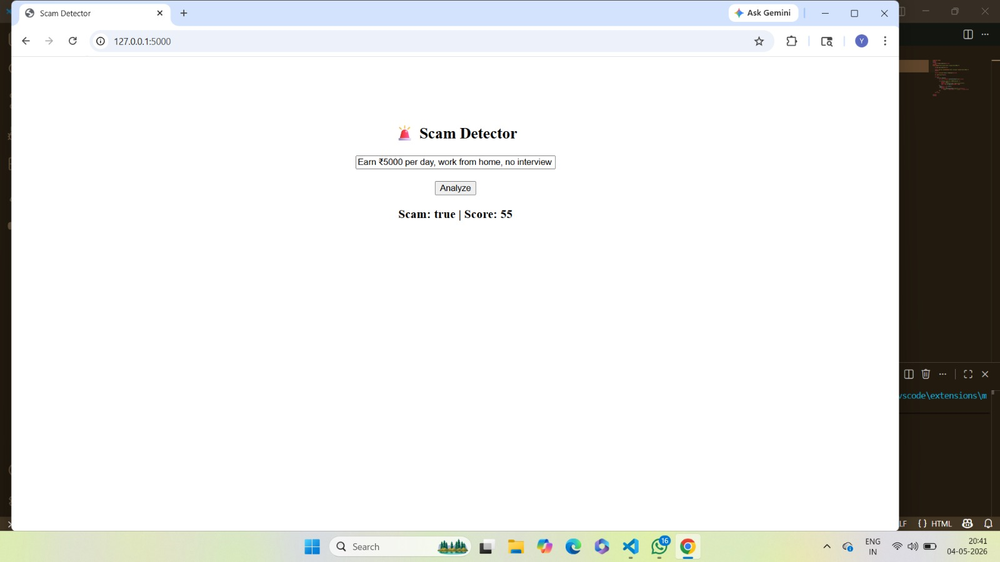 Scam Detector
Ask Gemini
127.0.0.1:5000
Y
🚨 Scam Detector
Earn ₹5000 per day, work from home, no interview
Analyze
Scam: true | Score: 55
vscode\extensions\m
LF {} HTML
Search
16
ENG
IN
20:41
04-05-2026